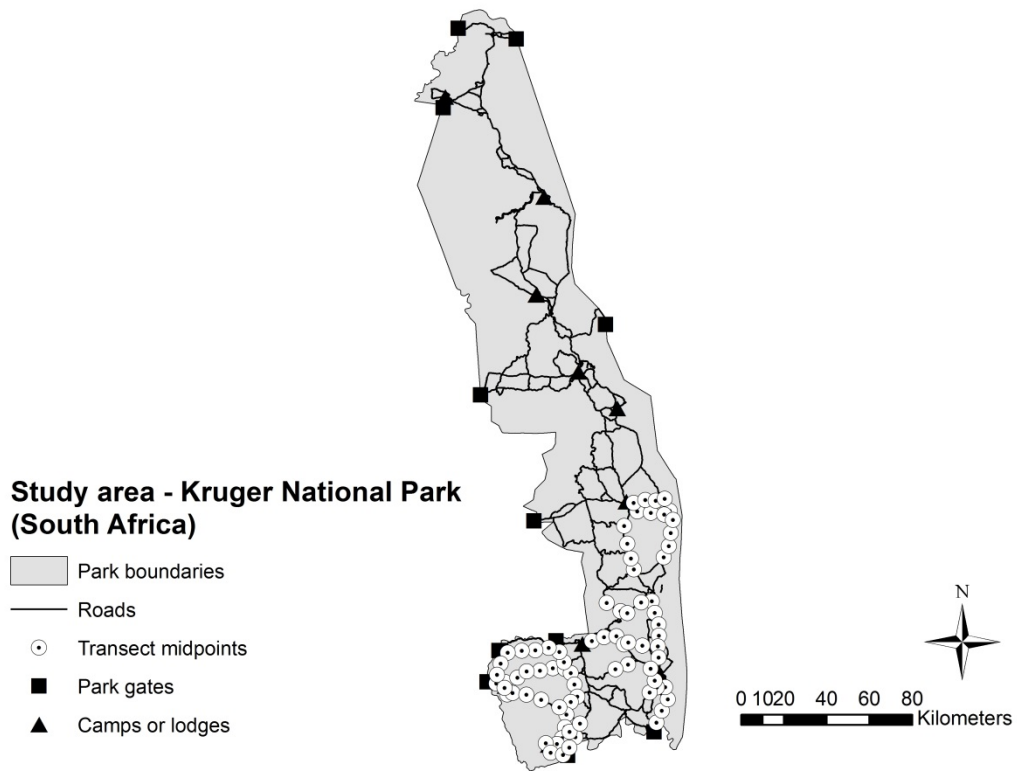 Study area - Kruger National Park
(South Africa)
Park boundaries
Roads
Transect midpoints
Park gates
Camps or lodges
N
0 1020 40 60 80
Kilometers